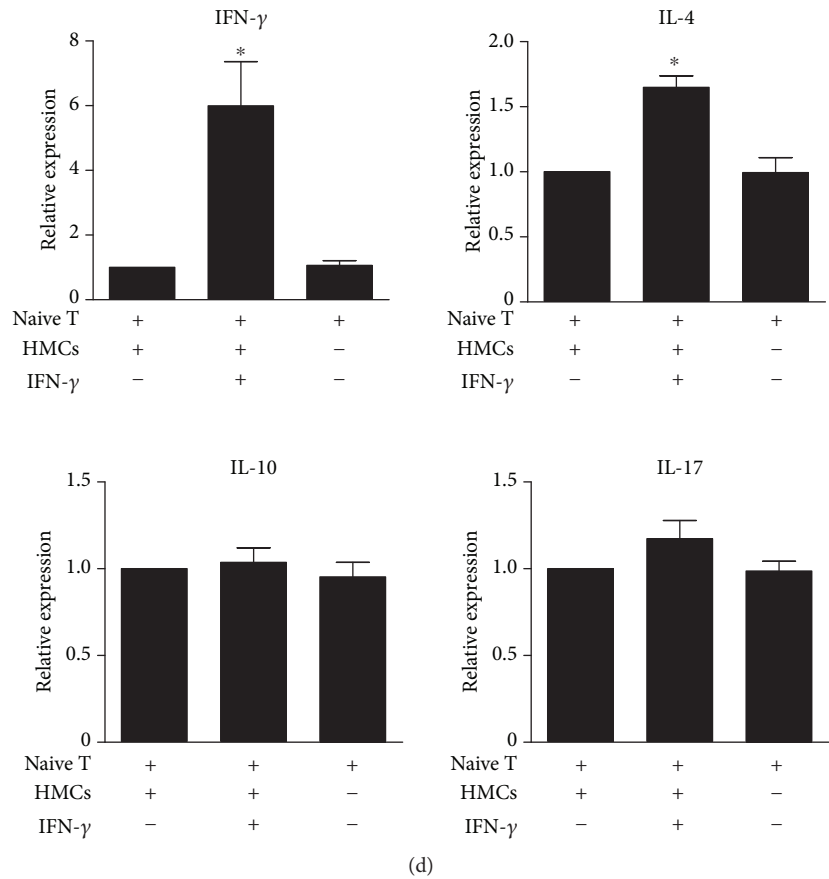 IFN-γ
Relative expression
8
6
4
2
0
*
Naive T + + +
HMCs + + −
IFN-γ − + −
IL-4
Relative expression
2.0
1.5
1.0
0.5
0
*
Naive T + + +
HMCs + + −
IFN-γ − + −
IL-10
Relative expression
1.5
1.0
0.5
0
Naive T + + +
HMCs + + −
IFN-γ − + −
IL-17
Relative expression
1.5
1.0
0.5
0
Naive T + + +
HMCs + + −
IFN-γ − + −
(d)